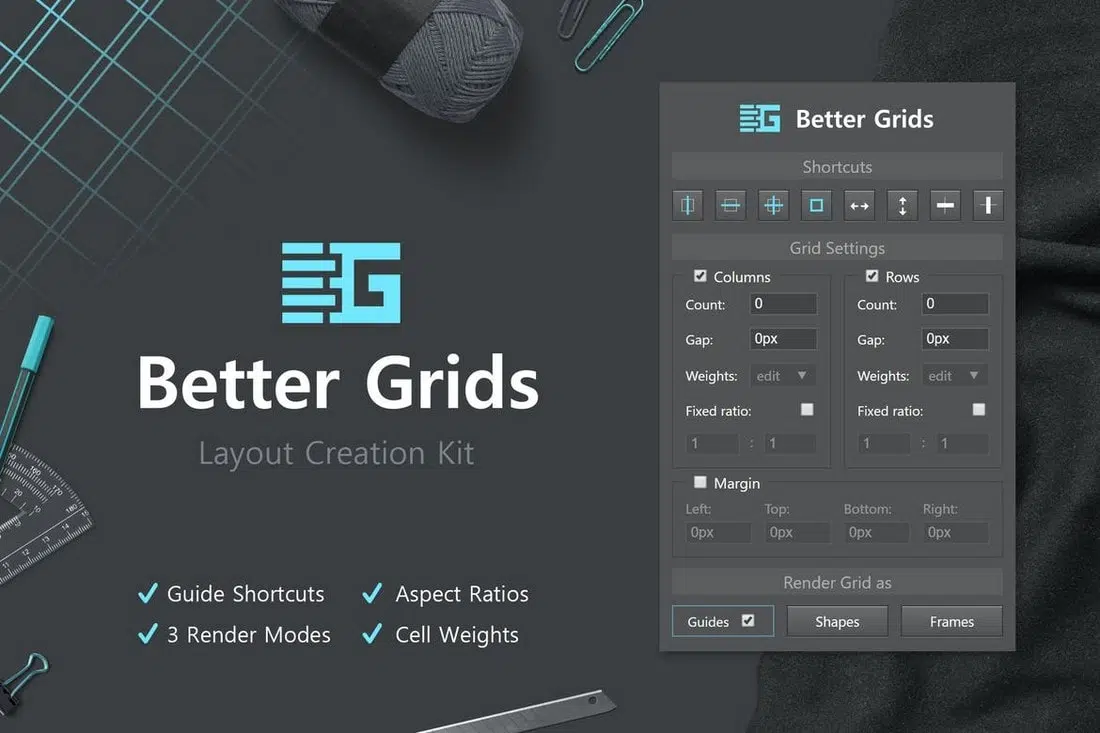 Better Grids
Layout Creation Kit
Guide Shortcuts
Aspect Ratios
3 Render Modes
Cell Weights
Better Grids
Shortcuts
Grid Settings
Columns
Count: 0
Gap: 0px
Weights: edit
Fixed ratio:
1 : 1
Rows
Count: 0
Gap: 0px
Weights: edit
Fixed ratio:
1 : 1
Margin
Left: Top: Bottom: Right:
0px 0px 0px 0px
Render Grid as
Guides Shapes Frames